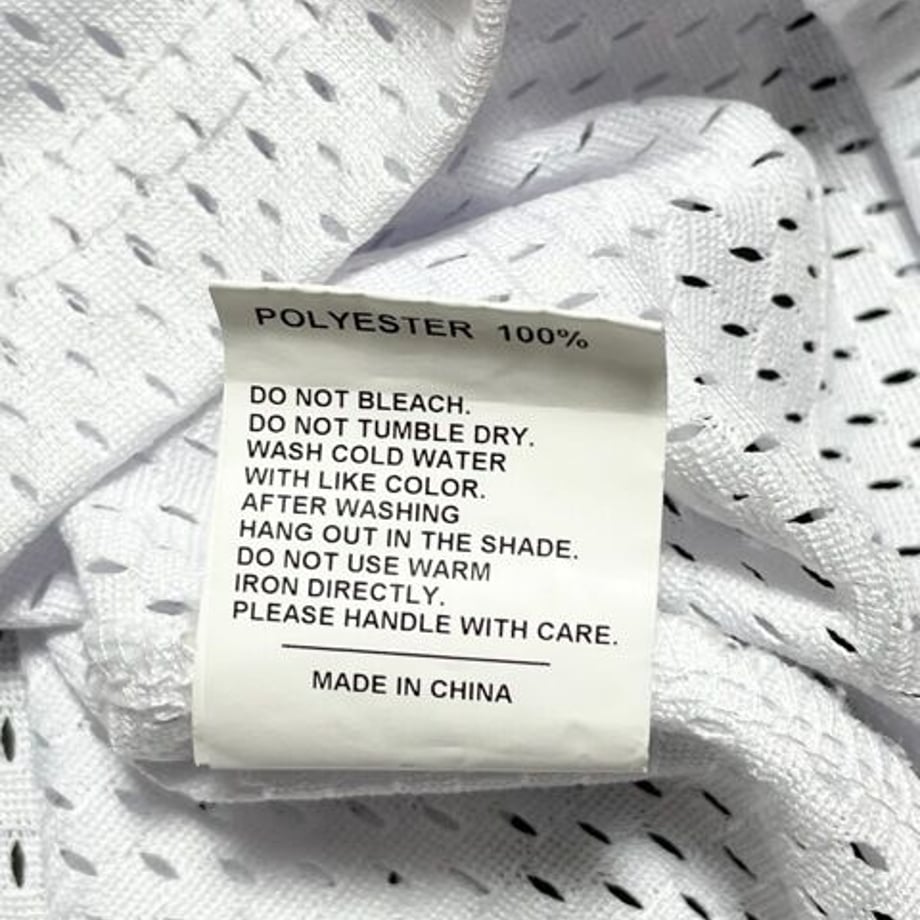 POLYESTER 100%
DO NOT BLEACH.
DO NOT TUMBLE DRY.
WASH COLD WATER
WITH LIKE COLOR.
AFTER WASHING
HANG OUT IN THE SHADE.
DO NOT USE WARM
IRON DIRECTLY.
PLEASE HANDLE WITH CARE.
MADE IN CHINA